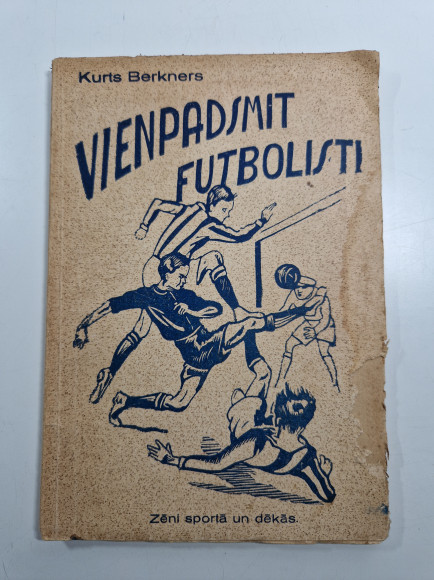 Kurts Berkners
VIENPADSMIT
FUTBOLISTI
Zēni sportā un dēkās.